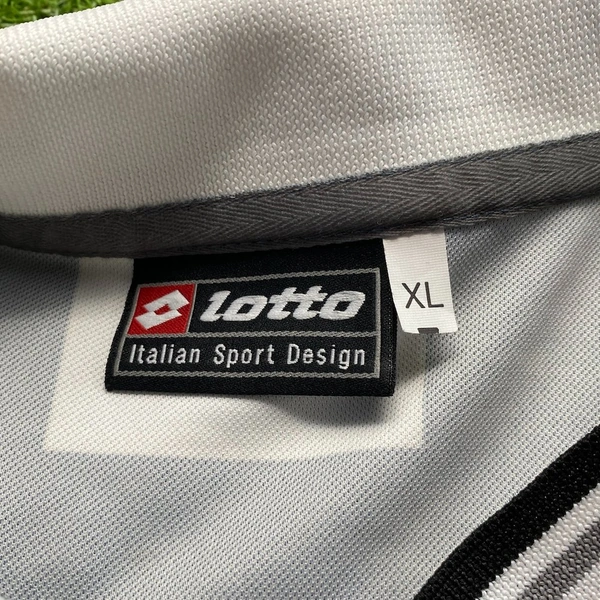 lotto
XL
Italian Sport Design